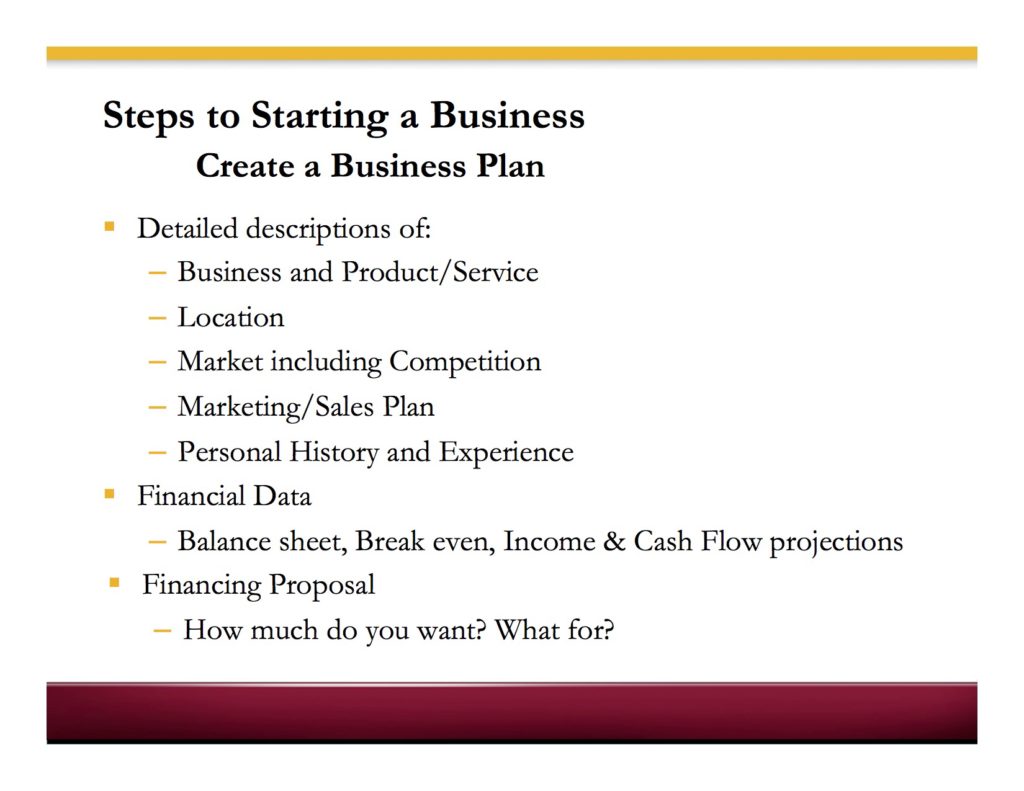 Steps to Starting a Business
Create a Business Plan
▪ Detailed descriptions of:
– Business and Product/Service
– Location
– Market including Competition
– Marketing/Sales Plan
– Personal History and Experience
▪ Financial Data
– Balance sheet, Break even, Income & Cash Flow projections
▪ Financing Proposal
– How much do you want? What for?